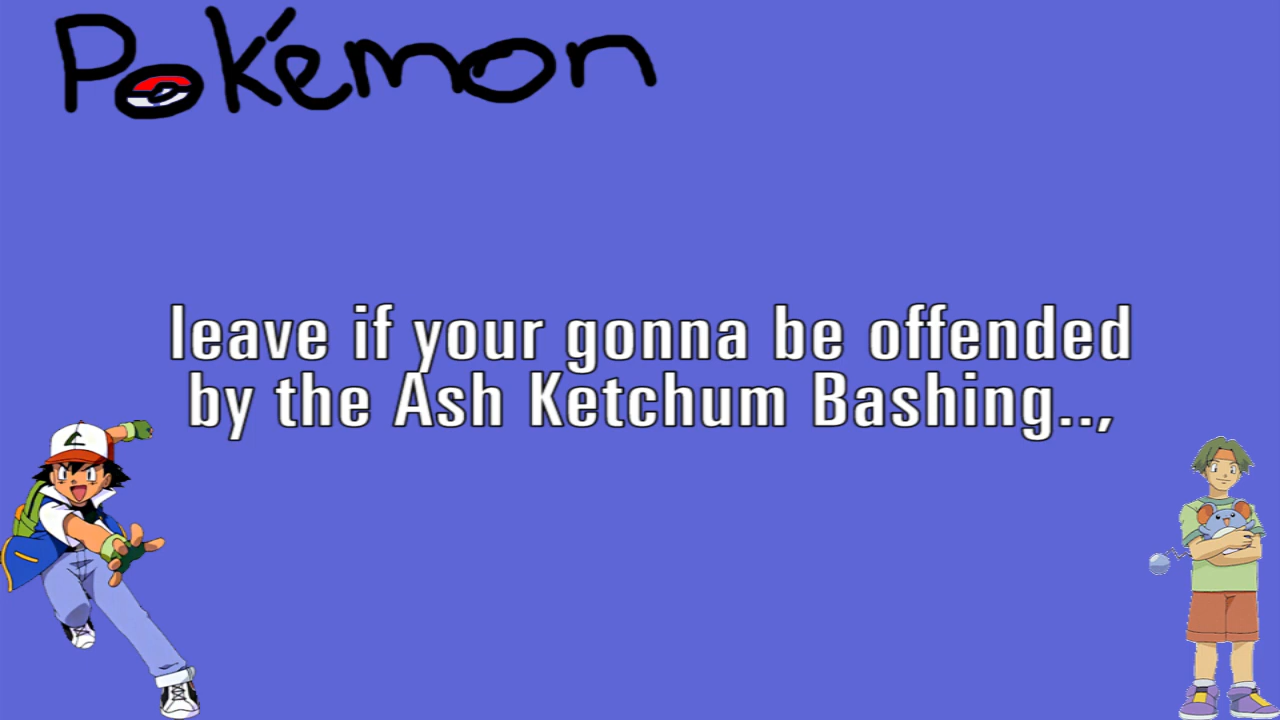 Pokémon
leave if your gonna be offended
by the Ash Ketchum Bashing..,